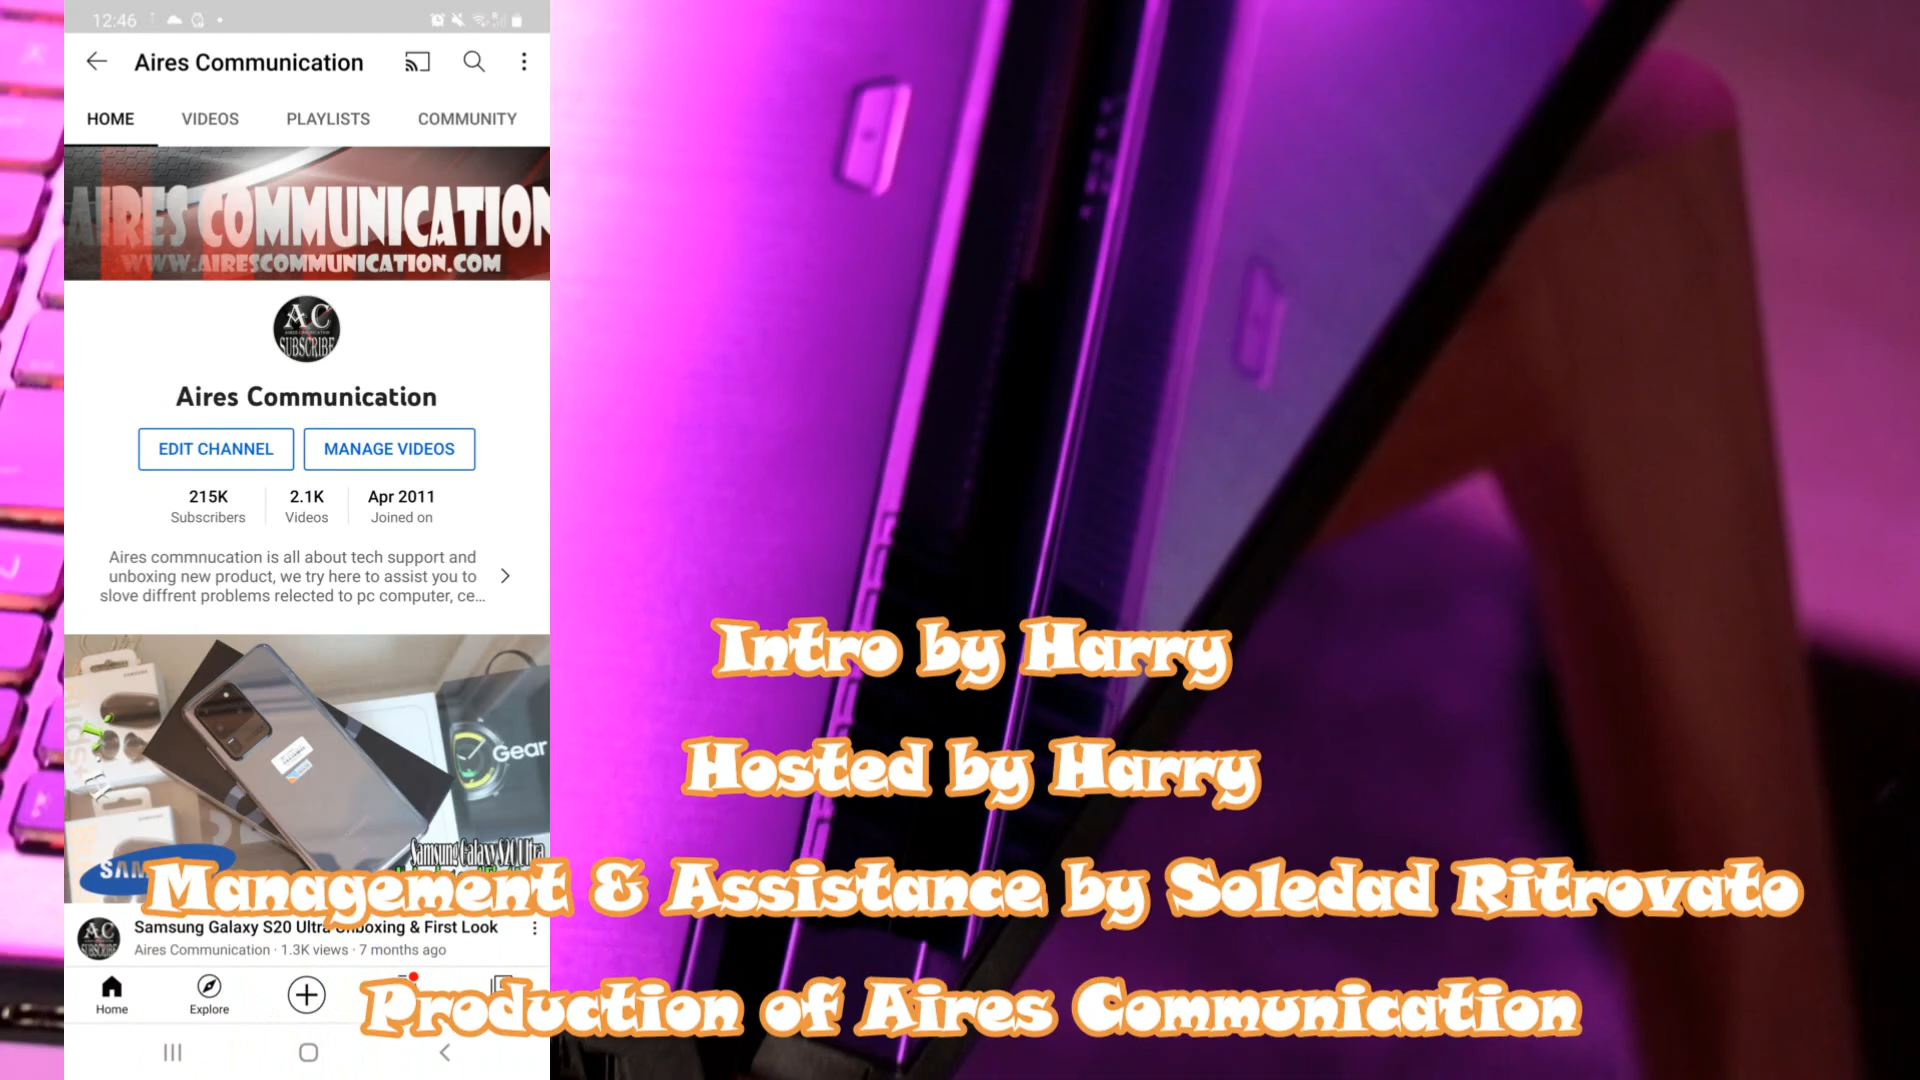 12:46
Aires Communication
HOME VIDEOS PLAYLISTS COMMUNITY
AIRES COMMUNICATION
WWW.AIRESCOMMUNICATION.COM
AC
SUBSCRIBE
Aires Communication
EDIT CHANNEL MANAGE VIDEOS
215K 2.1K Apr 2011
Subscribers Videos Joined on
Aires commnucation is all about tech support and
unboxing new product, we try here to assist you to
slove diffrent problems relected to pc computer, ce...
Intro by Harry
Hosted by Harry
Gear
SAM
Samsung Galaxy S20 Ultra
Management & Assistance by Soledad Ritrovato
AC
SUBSCRIBE
Samsung Galaxy S20 Ultra Unboxing & First Look
Aires Communication · 1.3K views · 7 months ago
Home Explore
Production of Aires Communication